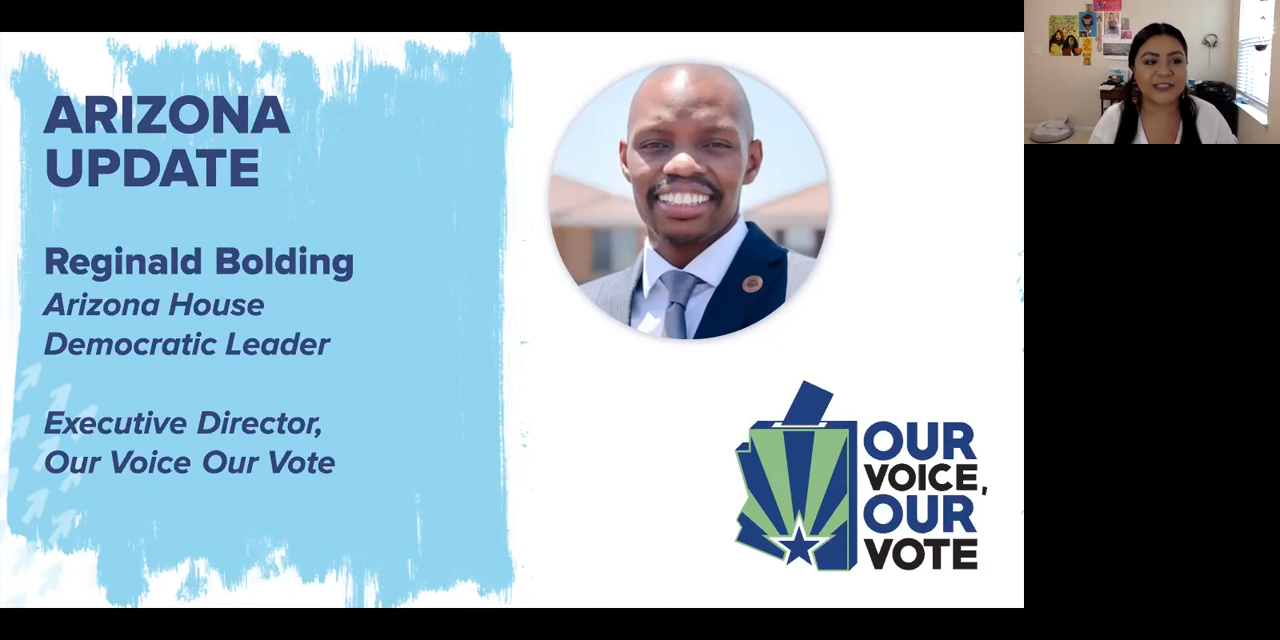 ARIZONA
UPDATE
Reginald Bolding
Arizona House
Democratic Leader
Executive Director,
Our Voice Our Vote
OUR
VOICE,
OUR
VOTE